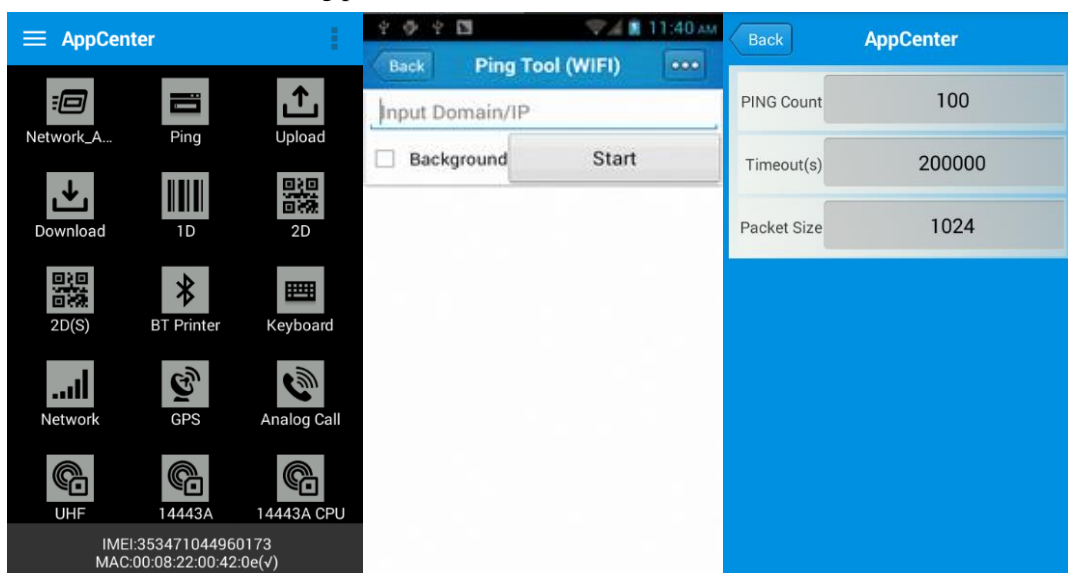 AppCenter
Network_A...
Ping
Upload
Download
1D
2D
2D(S)
BT Printer
Keyboard
Network
GPS
Analog Call
UHF
14443A
14443A CPU
IMEI:353471044960173
MAC:00:08:22:00:42:0e(√)
11:40 AM
Back
Ping Tool (WIFI)
Input Domain/IP
Background
Start
Back
AppCenter
PING Count
100
Timeout(s)
200000
Packet Size
1024